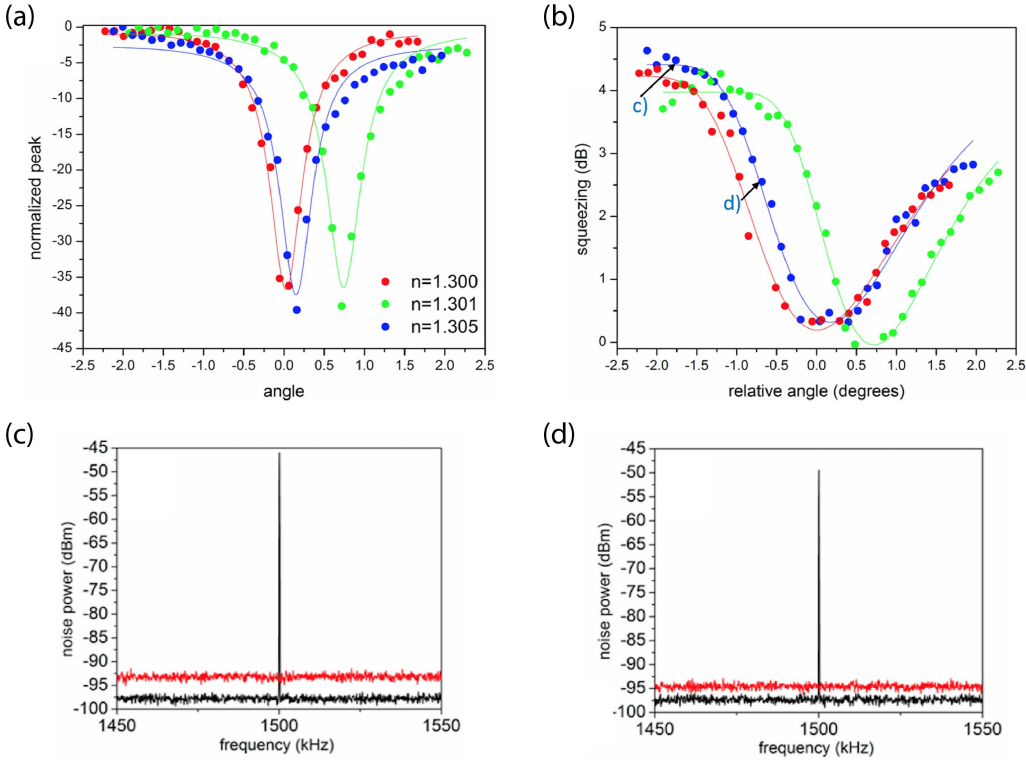 (a)
0
-5
-10
-15
-20
-25
-30
-35
-40
-45
normalized peak
n=1.300
n=1.301
n=1.305
-2.5 -2.0 -1.5 -1.0 -0.5 0.0 0.5 1.0 1.5 2.0 2.5
angle
(b)
5
4
3
2
1
0
squeezing (dB)
c)
d)
-2.5 -2.0 -1.5 -1.0 -0.5 0.0 0.5 1.0 1.5 2.0 2.5
relative angle (degrees)
(c)
-45
-50
-55
-60
-65
-70
-75
-80
-85
-90
-95
-100
noise power (dBm)
1450 1500 1550
frequency (kHz)
(d)
-45
-50
-55
-60
-65
-70
-75
-80
-85
-90
-95
-100
noise power (dBm)
1450 1500 1550
frequency (kHz)